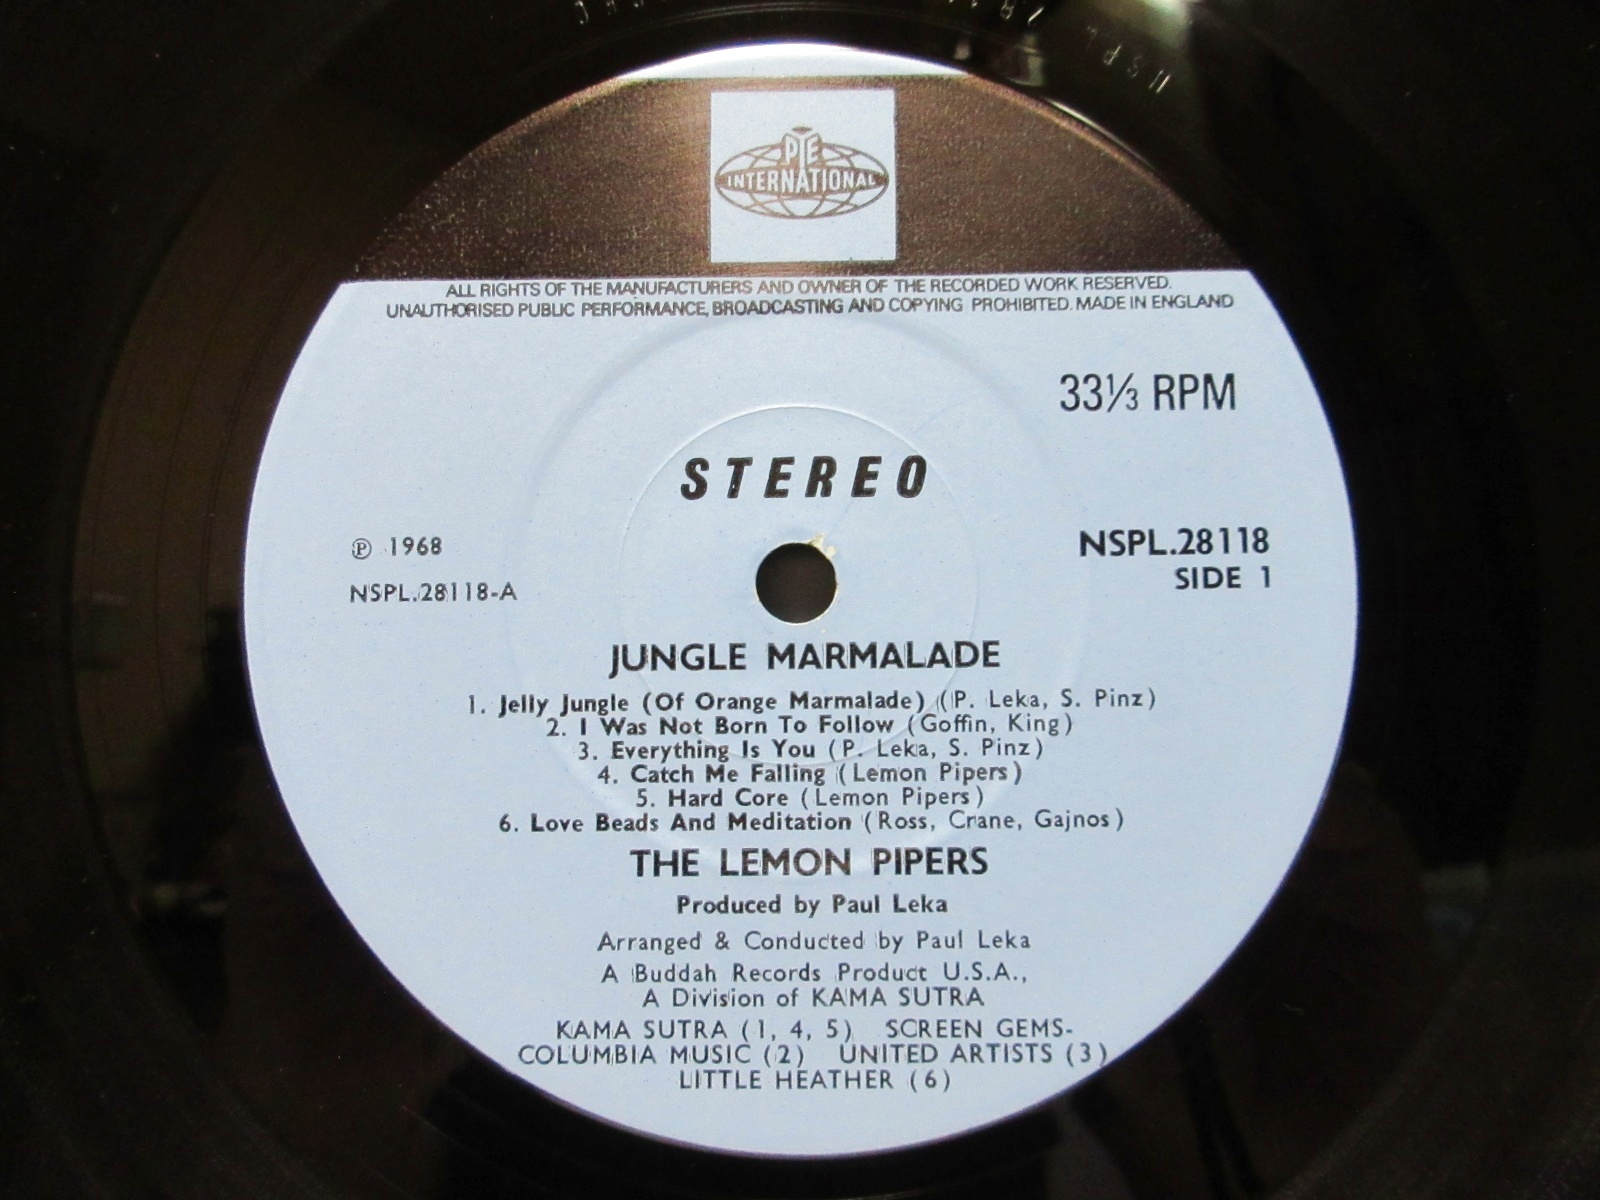 NSPL
PYE
INTERNATIONAL
ALL RIGHTS OF THE MANUFACTURERS AND OWNER OF THE RECORDED WORK RESERVED.
UNAUTHORISED PUBLIC PERFORMANCE, BROADCASTING AND COPYING PROHIBITED. MADE IN ENGLAND
33⅓ RPM
STEREO
℗ 1968
NSPL.28118
NSPL.28118-A
SIDE 1
JUNGLE MARMALADE
1. Jelly Jungle (Of Orange Marmalade) (P. Leka, S. Pinz)
2. I Was Not Born To Follow (Goffin, King)
3. Everything Is You (P. Leka, S. Pinz)
4. Catch Me Falling (Lemon Pipers)
5. Hard Core (Lemon Pipers)
6. Love Beads And Meditation (Ross, Crane, Gajnos)
THE LEMON PIPERS
Produced by Paul Leka
Arranged & Conducted by Paul Leka
A Buddah Records Product U.S.A.,
A Division of KAMA SUTRA
KAMA SUTRA (1, 4, 5) SCREEN GEMS-
COLUMBIA MUSIC (2) UNITED ARTISTS (3)
LITTLE HEATHER (6)